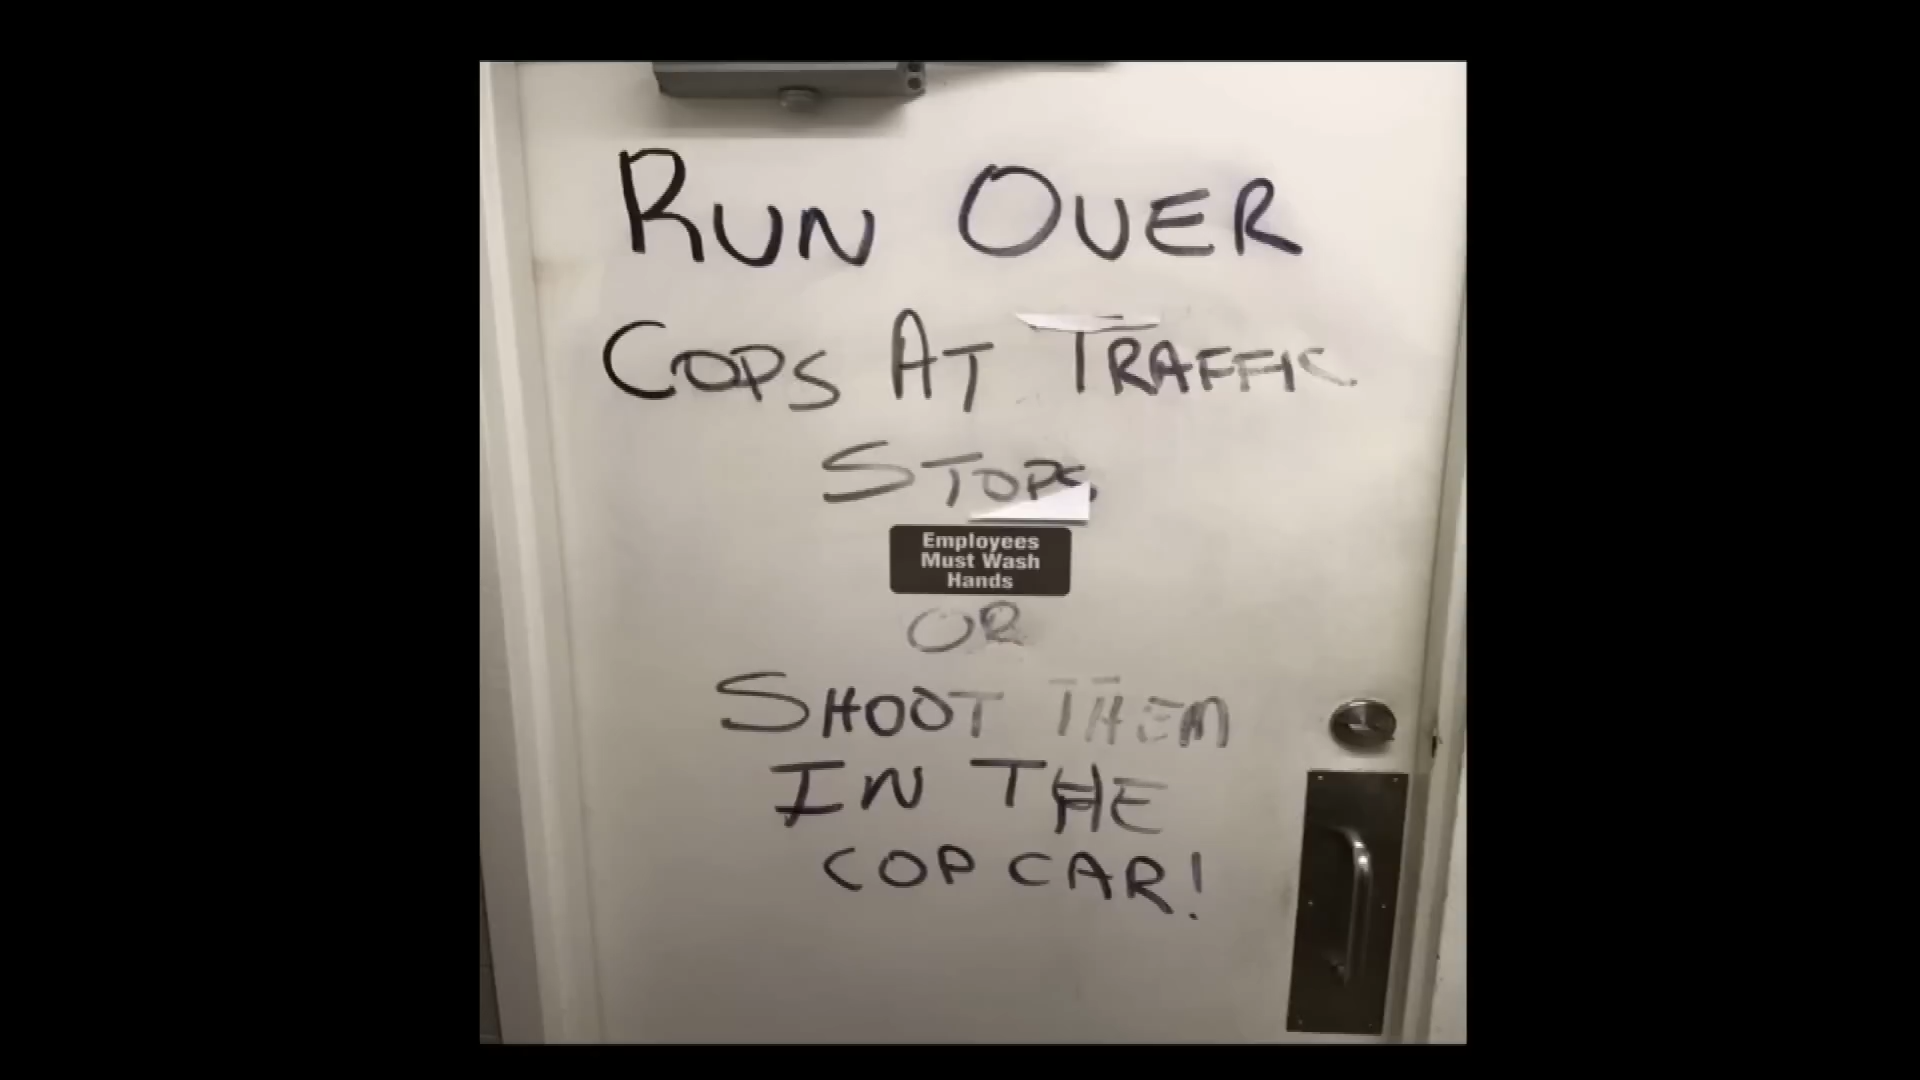 RUN OVER
COPS AT TRAFFIC
STOPS
Employees
Must Wash
Hands
OR
SHOOT THEM
IN THE
COP CAR!